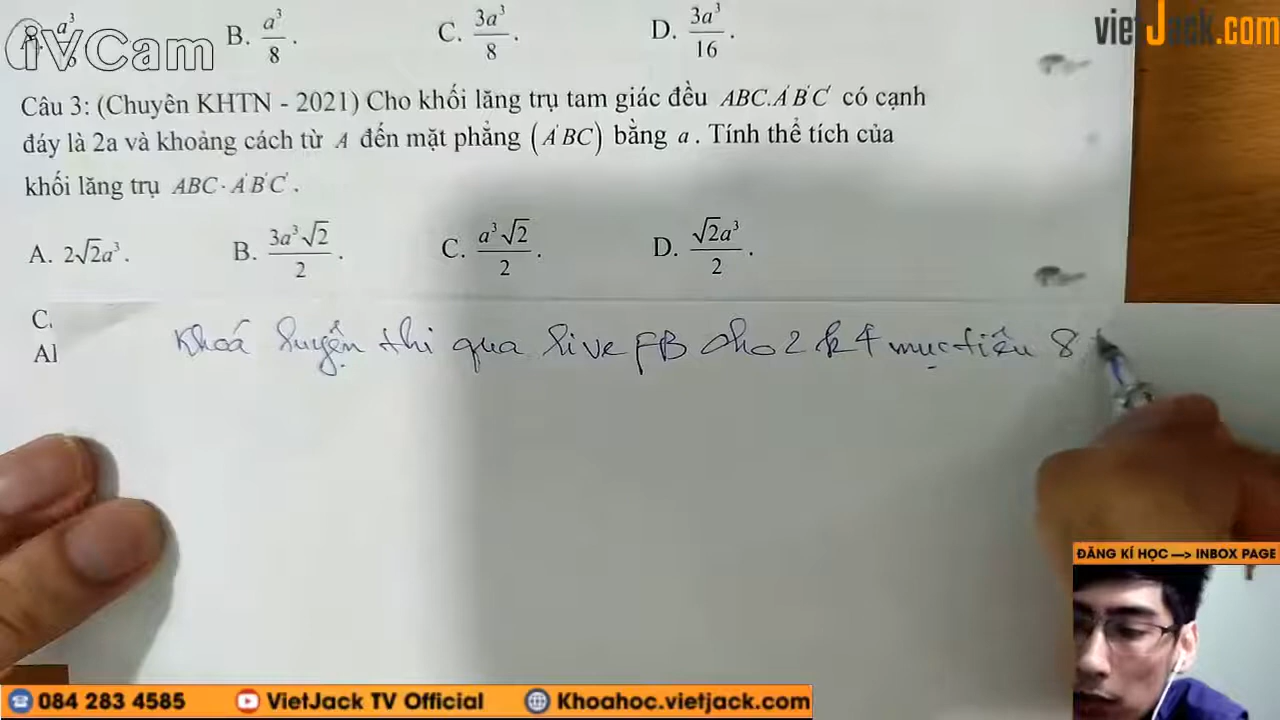 iVCam
vietJack.com
a³
B. a³/8 .
C. 3a³/8 .
D. 3a³/16 .
Câu 3: (Chuyên KHTN - 2021) Cho khối lăng trụ tam giác đều ABC.A'B'C' có cạnh
đáy là 2a và khoảng cách từ A đến mặt phẳng (A'BC) bằng a . Tính thể tích của
khối lăng trụ ABC·A'B'C' .
A. 2√2a³ .
B. 3a³√2/2 .
C. a³√2/2 .
D. √2a³/2 .
C.
Al
Khoá luyện thi qua live FB cho 2k4 mục tiêu 8
ĐĂNG KÍ HỌC —> INBOX PAGE
084 283 4585
VietJack TV Official
Khoahoc.vietjack.com